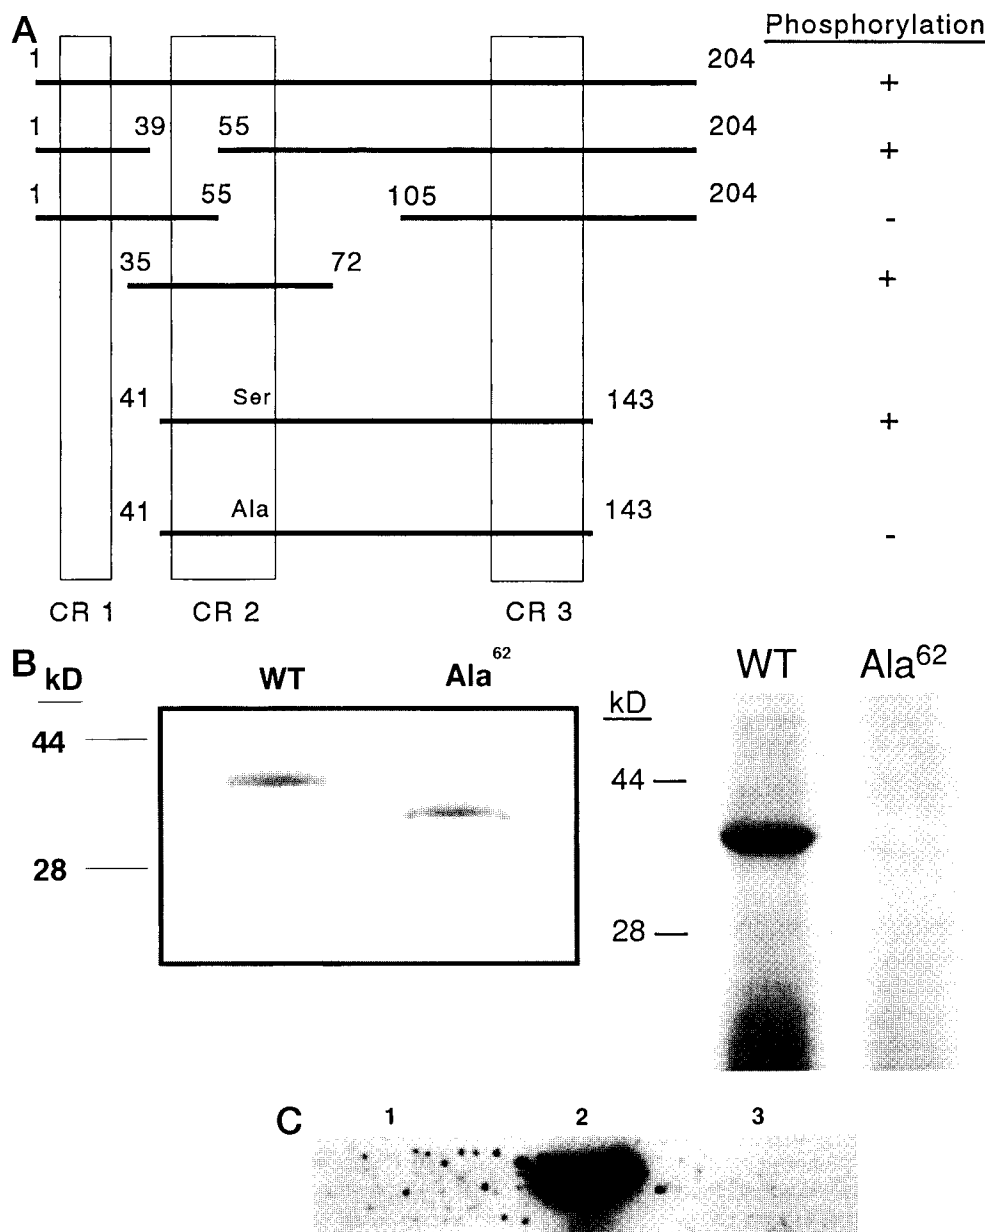 A
Phosphorylation
1 204 +
1 39 55 204 +
1 55 105 204 -
35 72 +
41 Ser 143 +
41 Ala 143 -
CR 1 CR 2 CR 3
B
kD WT Ala62
44
28
kD WT Ala62
44
28
C 1 2 3